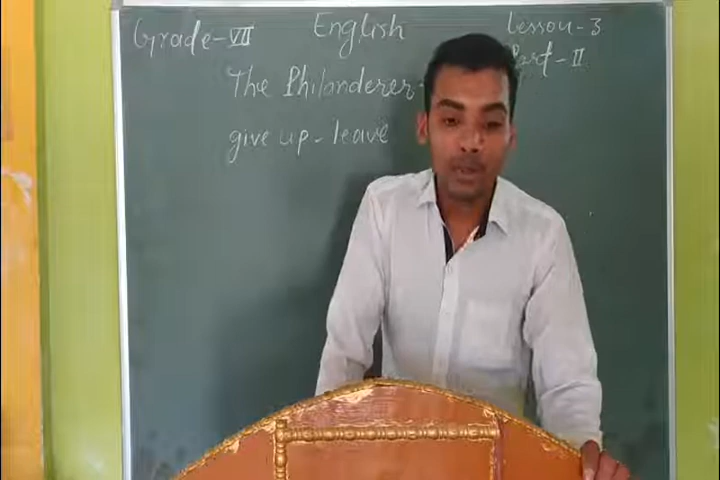 Grade-VII English Lesson-3
Part-II
The Philanderer-
give up - leave